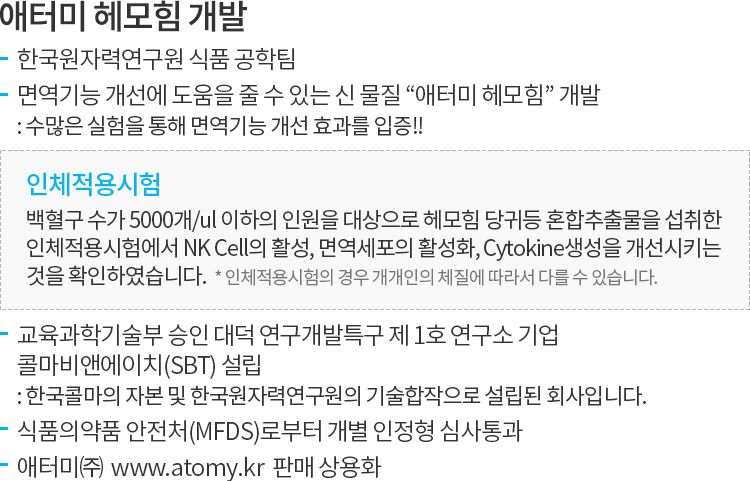 애터미 헤모힘 개발
- 한국원자력연구원 식품 공학팀
- 면역기능 개선에 도움을 줄 수 있는 신 물질 “애터미 헤모힘” 개발
: 수많은 실험을 통해 면역기능 개선 효과를 입증!!
인체적용시험
백혈구 수가 5000개/ul 이하의 인원을 대상으로 헤모힘 당귀등 혼합추출물을 섭취한
인체적용시험에서 NK Cell의 활성, 면역세포의 활성화, Cytokine생성을 개선시키는
것을 확인하였습니다. * 인체적용시험의 경우 개개인의 체질에 따라서 다를 수 있습니다.
- 교육과학기술부 승인 대덕 연구개발특구 제 1호 연구소 기업
콜마비앤에이치(SBT) 설립
: 한국콜마의 자본 및 한국원자력연구원의 기술합작으로 설립된 회사입니다.
- 식품의약품 안전처(MFDS)로부터 개별 인정형 심사통과
- 애터미㈜ www.atomy.kr 판매 상용화